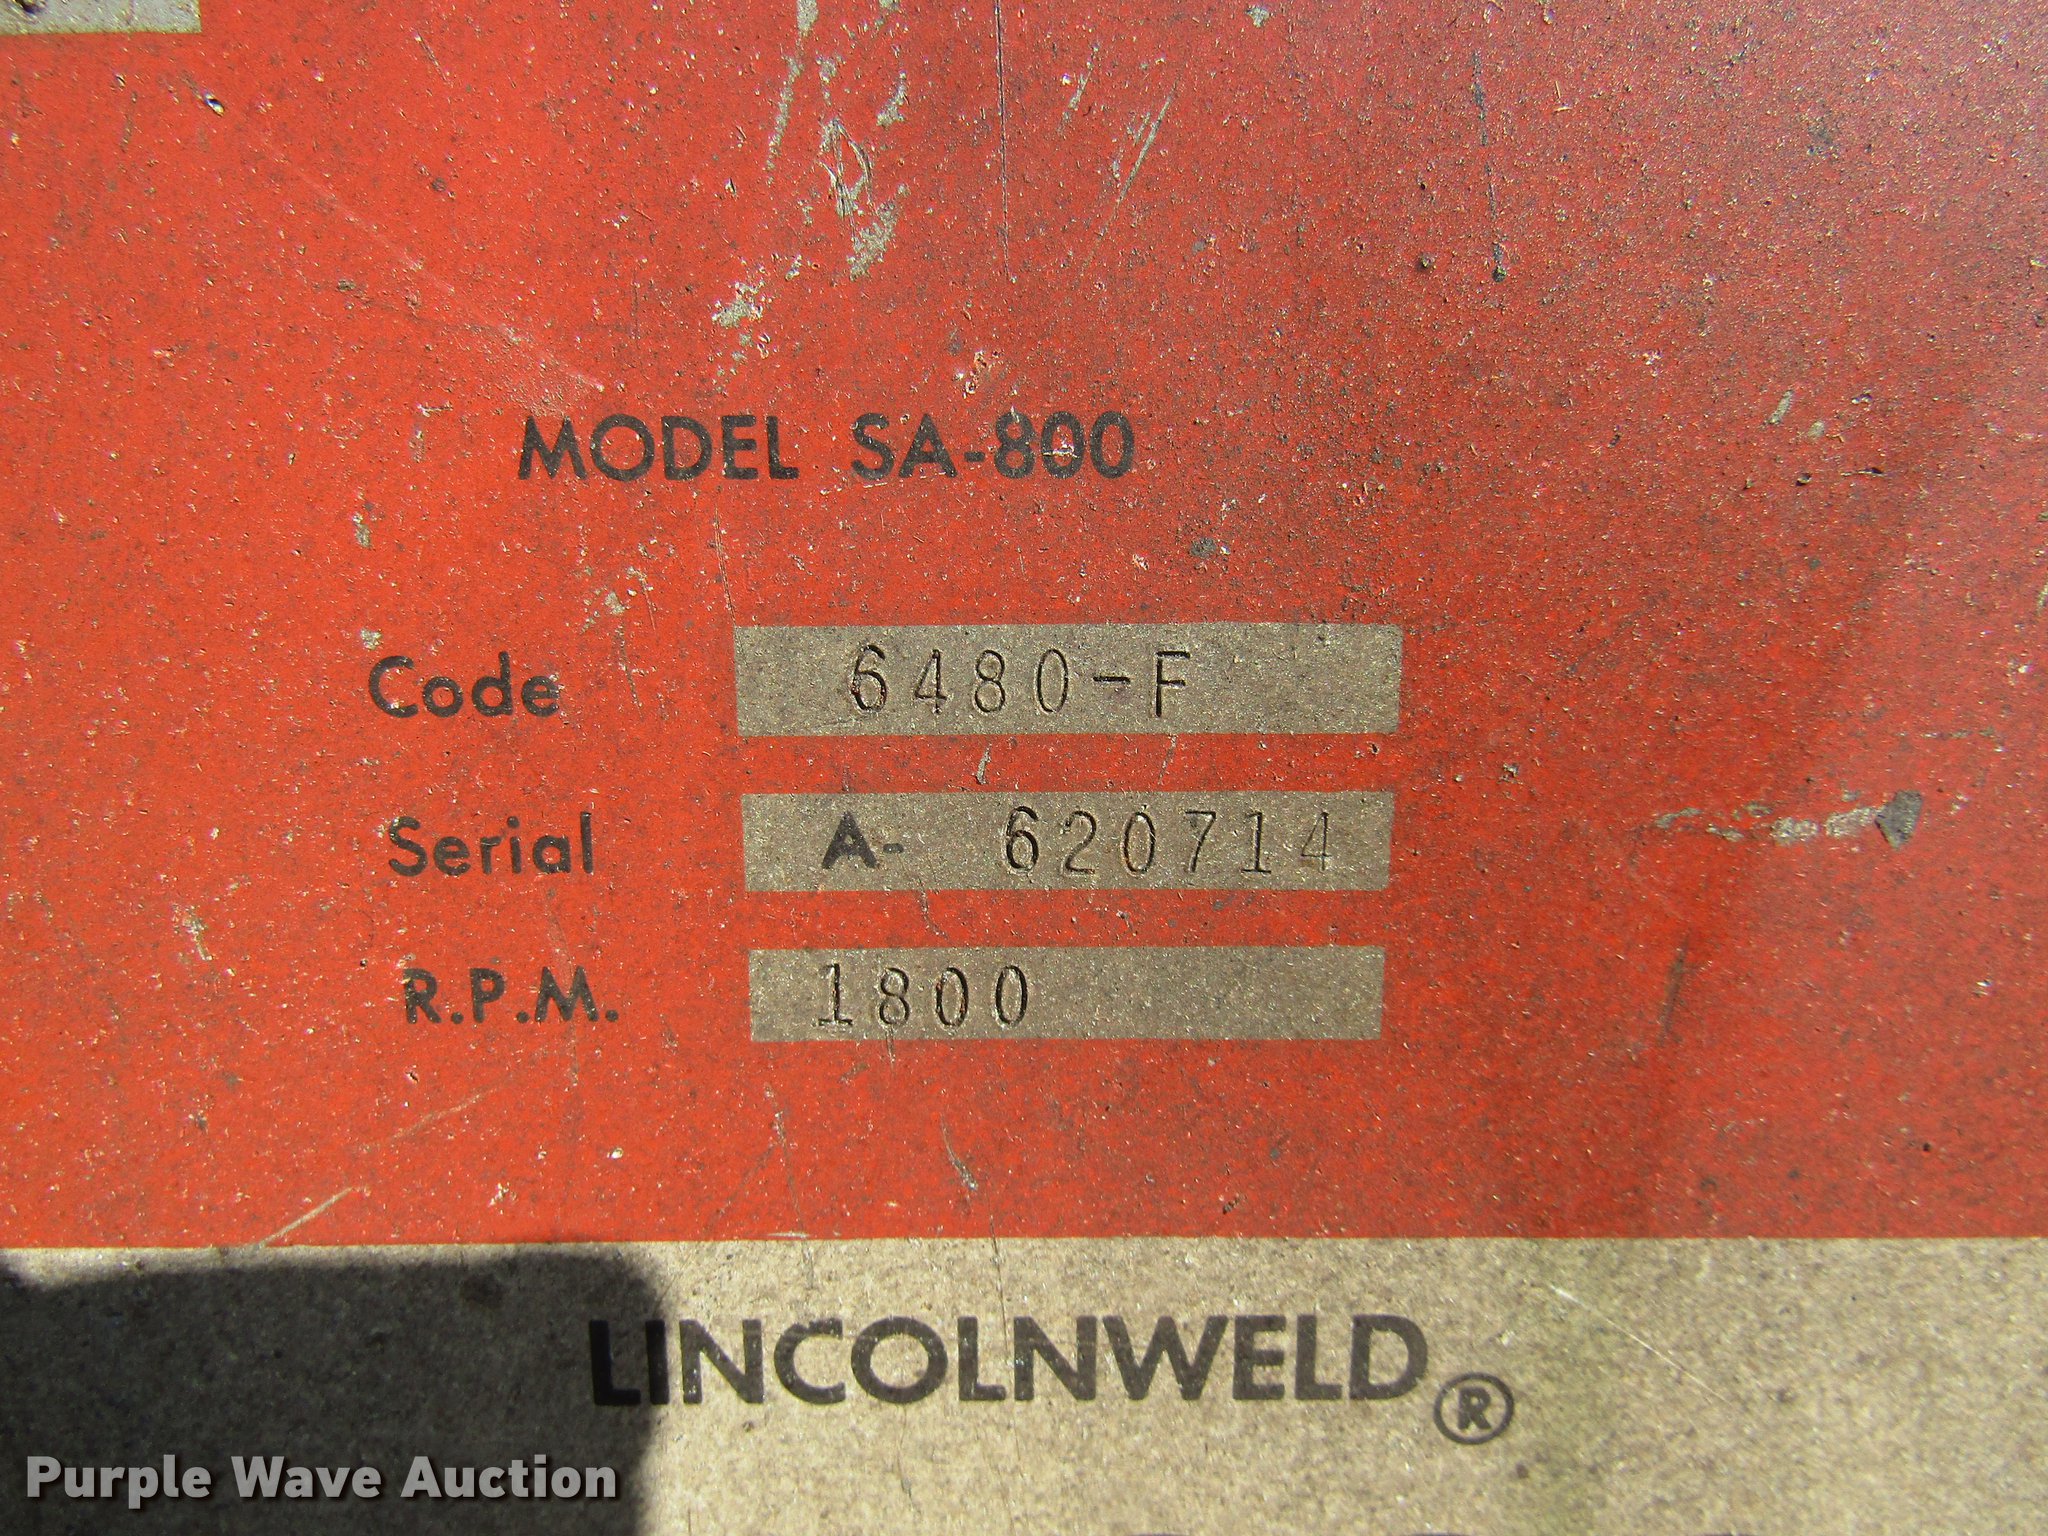 MODEL SA-800
Code 6480-F
Serial A- 620714
R.P.M. 1800
LINCOLNWELD®
Purple Wave Auction